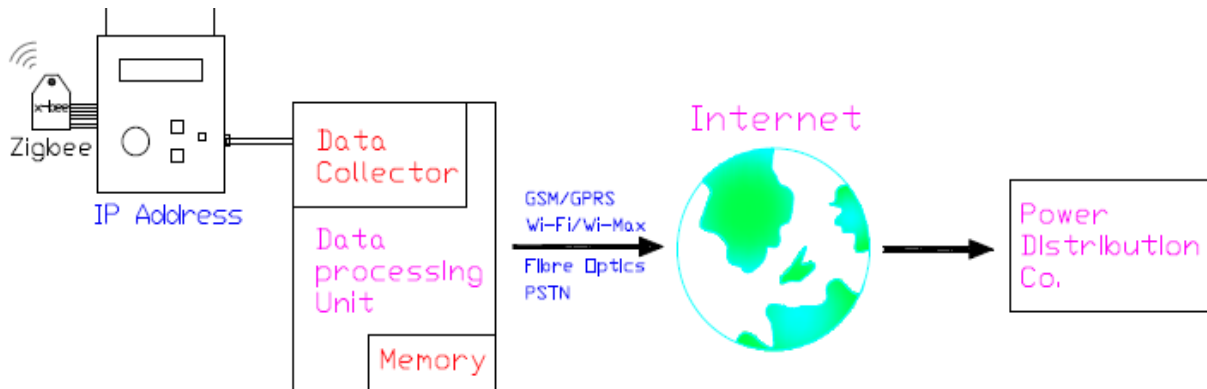 x-bee
Zigbee
IP Address
Data
Collector
Data
processing
Unit
Memory
GSM/GPRS
Wi-Fi/Wi-Max
Fibre Optics
PSTN
Internet
Power
Distribution
Co.